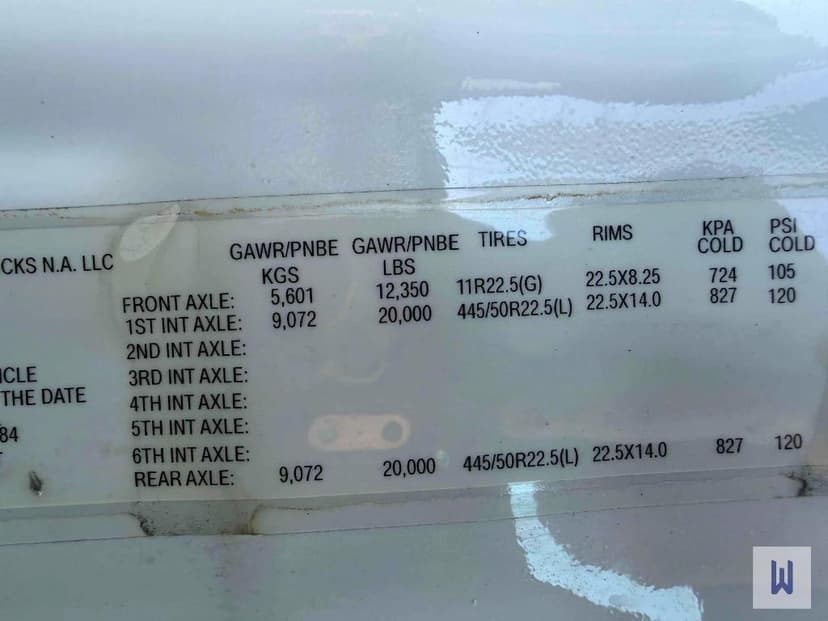 GAWR/PNBE GAWR/PNBE TIRES RIMS KPA PSI
CKS N.A. LLC KGS LBS COLD COLD
FRONT AXLE: 5,601 12,350 11R22.5(G) 22.5X8.25 724 105
1ST INT AXLE: 9,072 20,000 445/50R22.5(L) 22.5X14.0 827 120
2ND INT AXLE:
ICLE 3RD INT AXLE:
THE DATE 4TH INT AXLE:
84 5TH INT AXLE:
6TH INT AXLE:
REAR AXLE: 9,072 20,000 445/50R22.5(L) 22.5X14.0 827 120
W